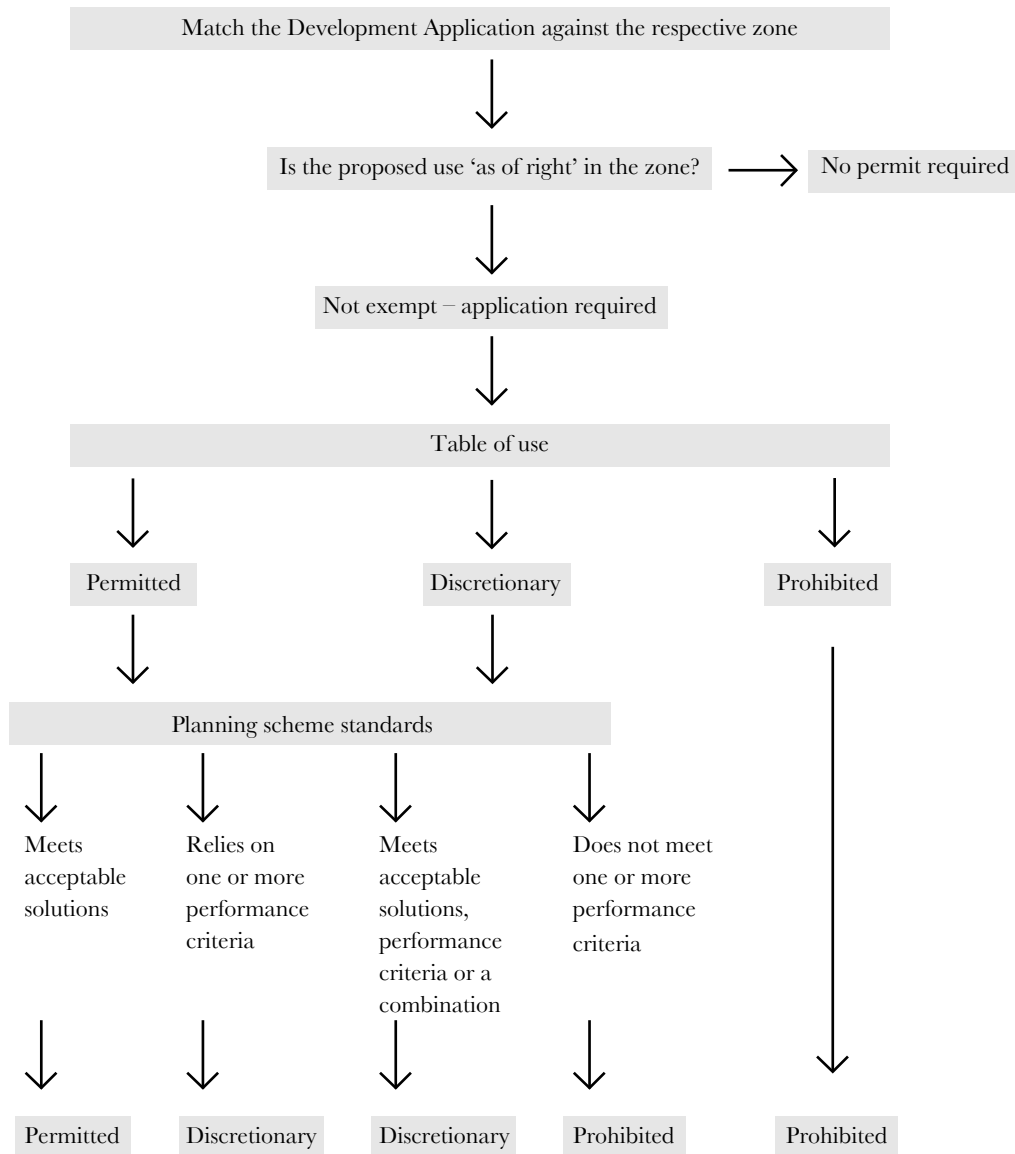 Match the Development Application against the respective zone
Is the proposed use ‘as of right’ in the zone?
No permit required
Not exempt – application required
Table of use
Permitted
Discretionary
Prohibited
Planning scheme standards
Meets
acceptable
solutions
Relies on
one or more
performance
criteria
Meets
acceptable
solutions,
performance
criteria or a
combination
Does not meet
one or more
performance
criteria
Permitted
Discretionary
Discretionary
Prohibited
Prohibited